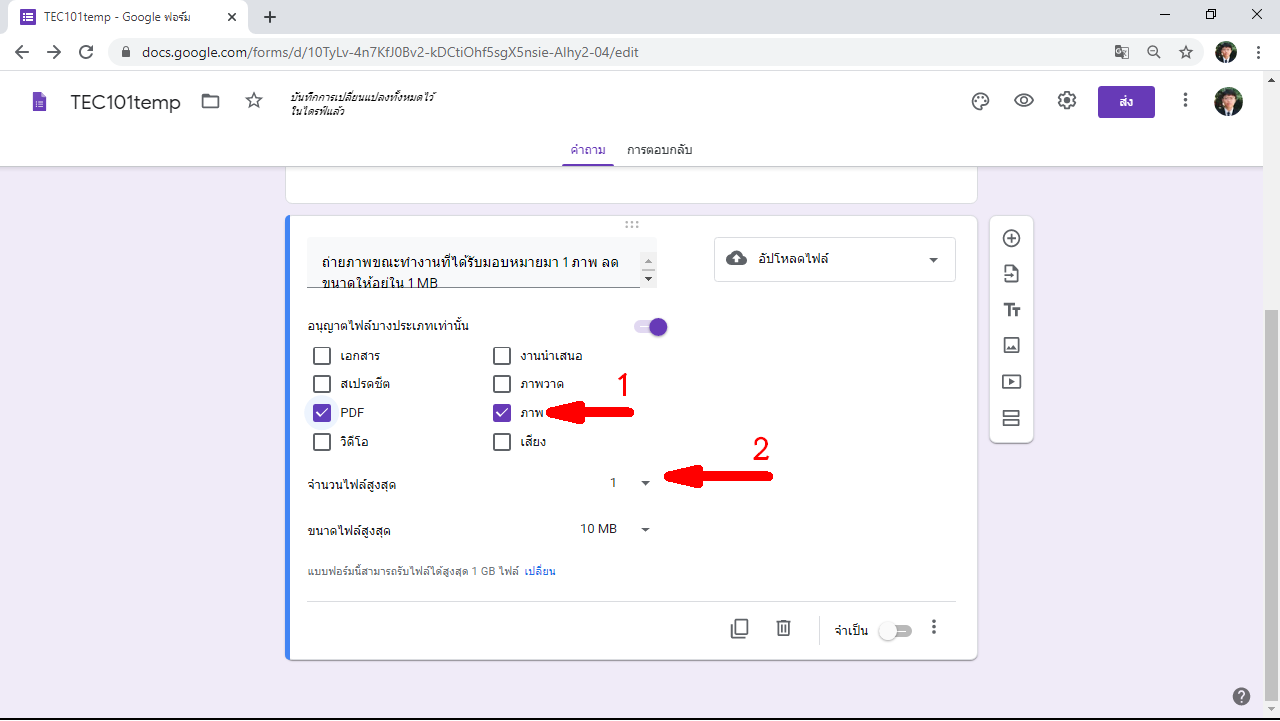 TEC101temp - Google ฟอร์ม
docs.google.com/forms/d/10TyLv-4n7KfJ0Bv2-kDCtiOhf5sgX5nsie-Alhy2-04/edit
TEC101temp
บันทึกการเปลี่ยนแปลงทั้งหมดไว้
ในไดรฟ์แล้ว
ส่ง
คำถาม การตอบกลับ
ถ่ายภาพขณะทำงานที่ได้รับมอบหมายมา 1 ภาพ ลด
ขนาดให้อยู่ใน 1 MB
อัปโหลดไฟล์
อนุญาตไฟล์บางประเภทเท่านั้น
เอกสาร งานนำเสนอ
สเปรดชีต ภาพวาด
1
PDF ภาพ
วิดีโอ เสียง
2
จำนวนไฟล์สูงสุด 1
ขนาดไฟล์สูงสุด 10 MB
แบบฟอร์มนี้สามารถรับไฟล์ได้สูงสุด 1 GB ไฟล์ เปลี่ยน
จำเป็น